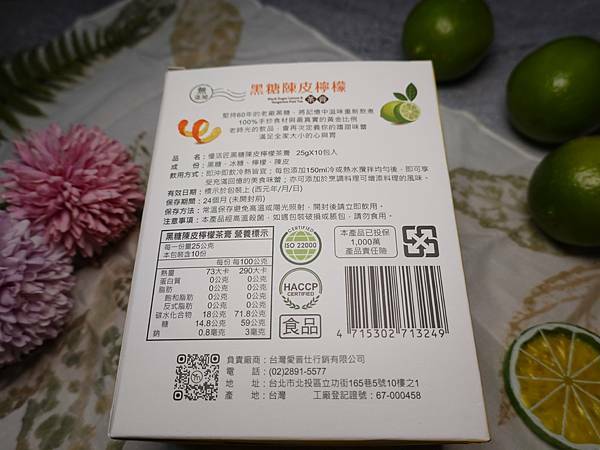 黑糖陳皮檸檬
Black Sugar Lemon &
Tangerine Peel Tea
茶膏
堅持60年的老廠黑糖,將記憶中滋味重新熬煮
100%手炒食材與最真實的黃金比例
老時光的飲品,會再次定義你的擂甜味蕾
滿足全家大小的心與胃
品 名:優活匠黑糖陳皮檸檬茶膏 25gX10包入
成 份:黑糖、冰糖、檸檬、陳皮
飲用方式:即沖即飲冷熱皆宜;每包添加150ml冷或熱水攪拌均勻後,即可享
受充滿回憶的美食味蕾;亦可添加於烹調料理可增添料理的風味。
有效日期:標示於包裝上(西元年/月/日)
保存期限:24個月(未開封前)
保存方法:常溫保存避免高溫或陽光照射,開封後請立即飲用。
注意事項:本產品經高溫殺菌,如遇包裝破損或脹包,請勿食用。
黑糖陳皮檸檬茶膏 營養標示
每一份量25公克
本包裝含10份
每份 每100公克
熱量 73大卡 290大卡
蛋白質 0公克 0公克
脂肪 0公克 0公克
飽和脂肪 0公克 0公克
反式脂肪 0公克 0公克
碳水化合物 18公克 71.8公克
糖 14.8公克 59公克
鈉 0.8毫克 3毫克
CERTIFIED
ISO 22000
HACCP
CERTIFIED
食品
本產品已投保
1,000萬
產品責任險
4 715302 713249
負責廠商:台灣愛普仕行銷有限公司
電 話:(02)2891-5577
地 址:台北市北投區立功街165巷5號10樓之1
產 地:台灣 工廠登記證號:67-000458